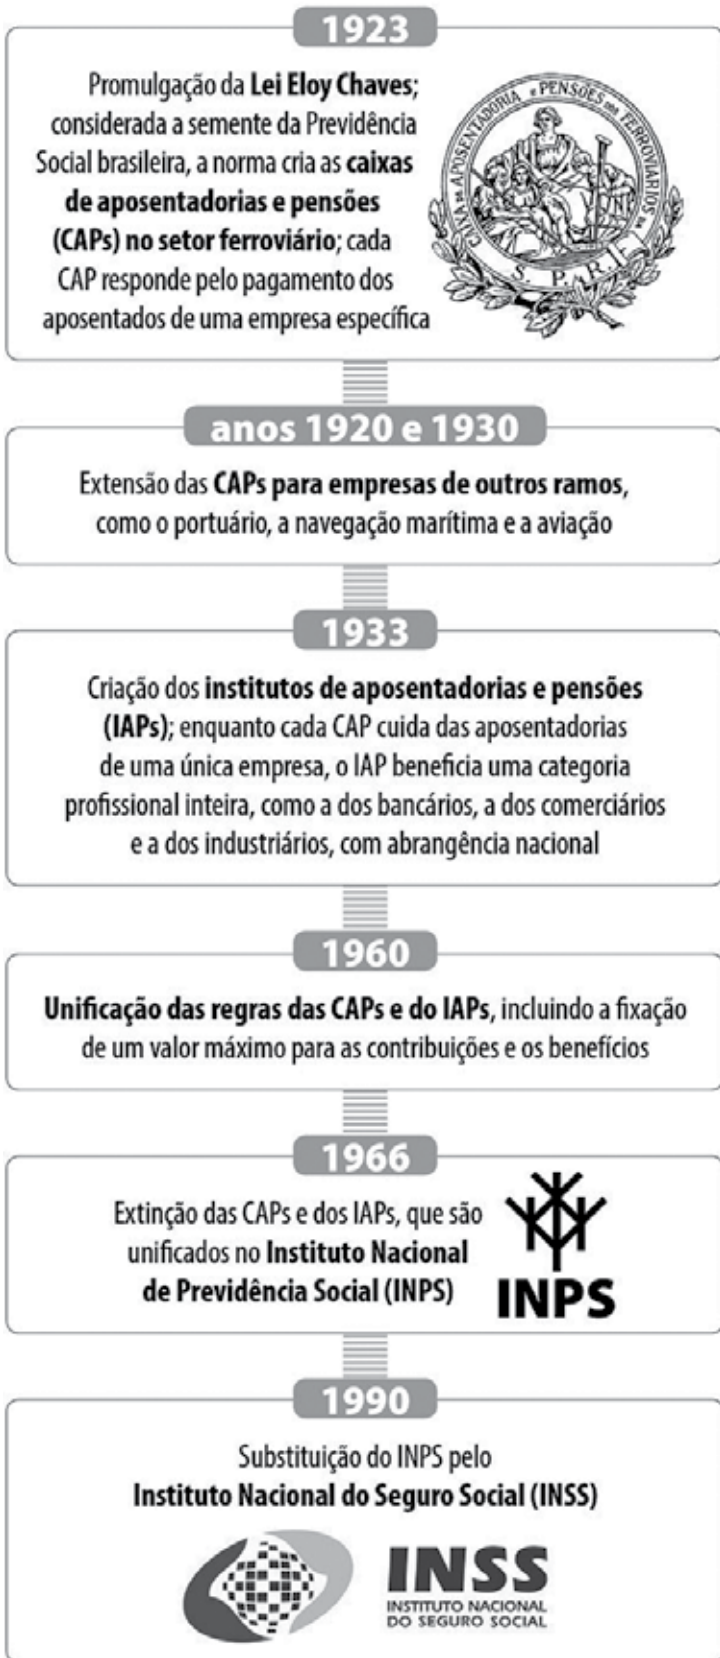 1923
Promulgação da Lei Eloy Chaves;
considerada a semente da Previdência
Social brasileira, a norma cria as caixas
de aposentadorias e pensões
(CAPs) no setor ferroviário; cada
CAP responde pelo pagamento dos
aposentados de uma empresa específica
CAIXA DE APOSENTADORIA e PENSÕES DOS FERROVIÁRIOS DA
S. P. R.
anos 1920 e 1930
Extensão das CAPs para empresas de outros ramos,
como o portuário, a navegação marítima e a aviação
1933
Criação dos institutos de aposentadorias e pensões
(IAPs); enquanto cada CAP cuida das aposentadorias
de uma única empresa, o IAP beneficia uma categoria
profissional inteira, como a dos bancários, a dos comerciários
e a dos industriários, com abrangência nacional
1960
Unificação das regras das CAPs e do IAPs, incluindo a fixação
de um valor máximo para as contribuições e os benefícios
1966
Extinção das CAPs e dos IAPs, que são
unificados no Instituto Nacional
de Previdência Social (INPS)
INPS
1990
Substituição do INPS pelo
Instituto Nacional do Seguro Social (INSS)
INSS
INSTITUTO NACIONAL
DO SEGURO SOCIAL